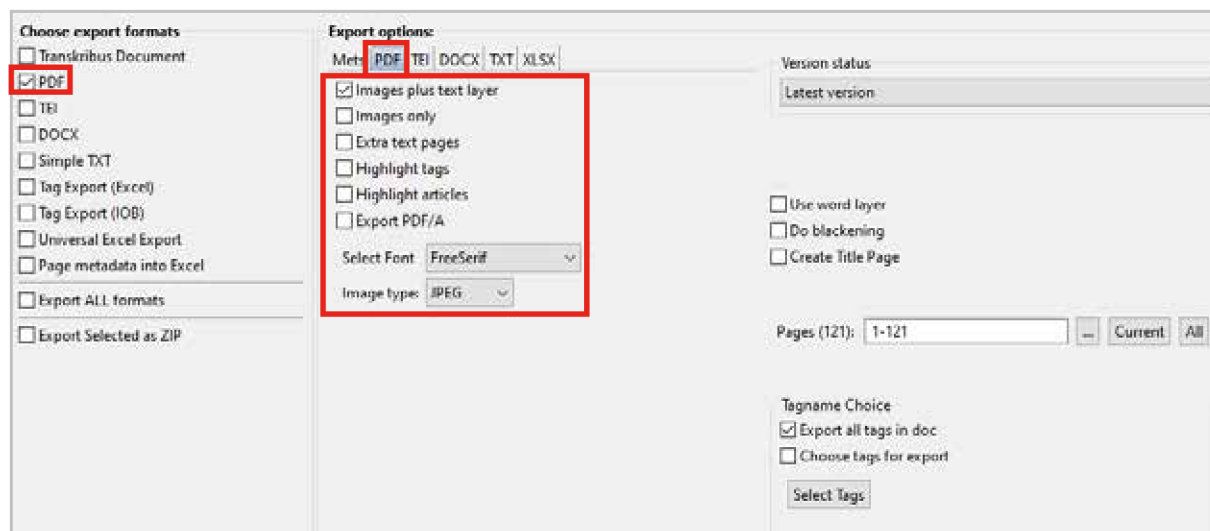 Choose export formats
Transkribus Document
PDF
TEI
DOCX
Simple TXT
Tag Export (Excel)
Tag Export (IOB)
Universal Excel Export
Page metadata into Excel
Export ALL formats
Export Selected as ZIP
Export options:
Mets PDF TEI DOCX TXT XLSX
Images plus text layer
Images only
Extra text pages
Highlight tags
Highlight articles
Export PDF/A
Select Font FreeSerif
Image type: JPEG
Version status
Latest version
Use word layer
Do blackening
Create Title Page
Pages (121): 1-121 ... Current All
Tagname Choice
Export all tags in doc
Choose tags for export
Select Tags